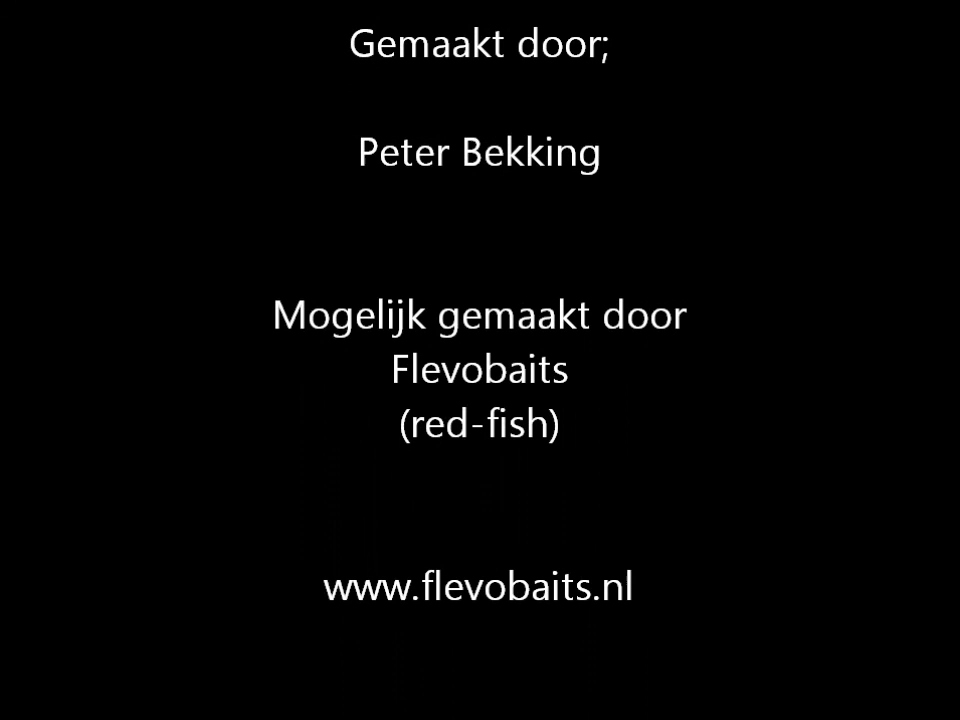 Gemaakt door;
Peter Bekking
Mogelijk gemaakt door
Flevobaits
(red-fish)
www.flevobaits.nl